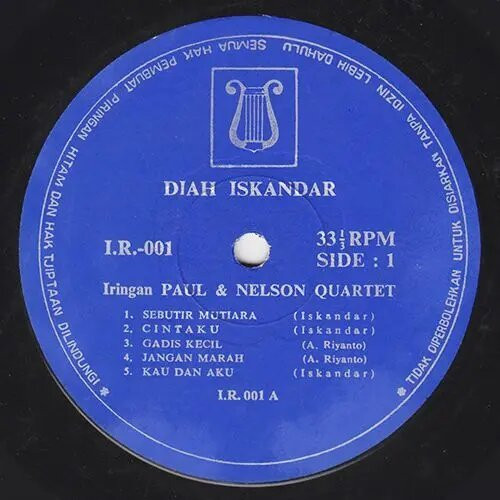 SEMUA HAK PEMBUAT PIRINGAN HITAM DAN HAK TJIPTAAN DILINDUNGI * TIDAK DIPERBOLEHKAN UNTUK DISIARKAN TANPA IDZIN LEBIH DAHULU
DIAH ISKANDAR
I.R.-001
33⅓ RPM
SIDE : 1
Iringan PAUL & NELSON QUARTET
1. SEBUTIR MUTIARA (Iskandar)
2. CINTAKU (Iskandar)
3. GADIS KECIL (A. Riyanto)
4. JANGAN MARAH (A. Riyanto)
5. KAU DAN AKU (Iskandar)
I.R. 001 A